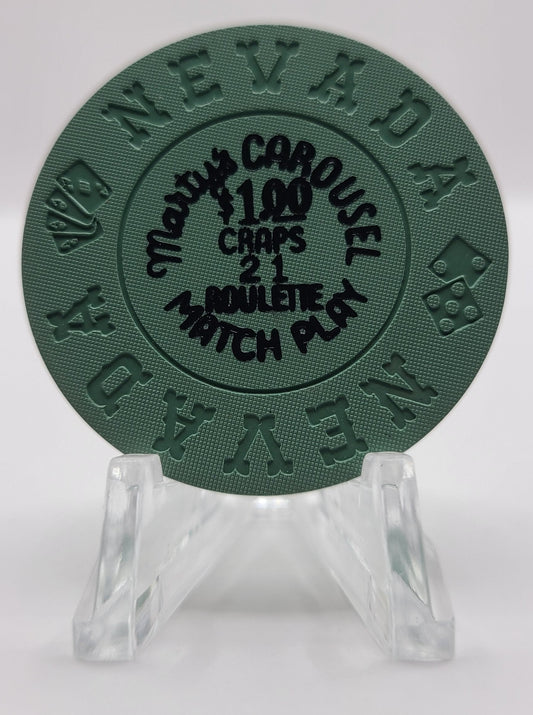 NEVADA
Marty's CAROUSEL
$1.00
CRAPS
21
ROULETTE
MATCH PLAY
NEVADA